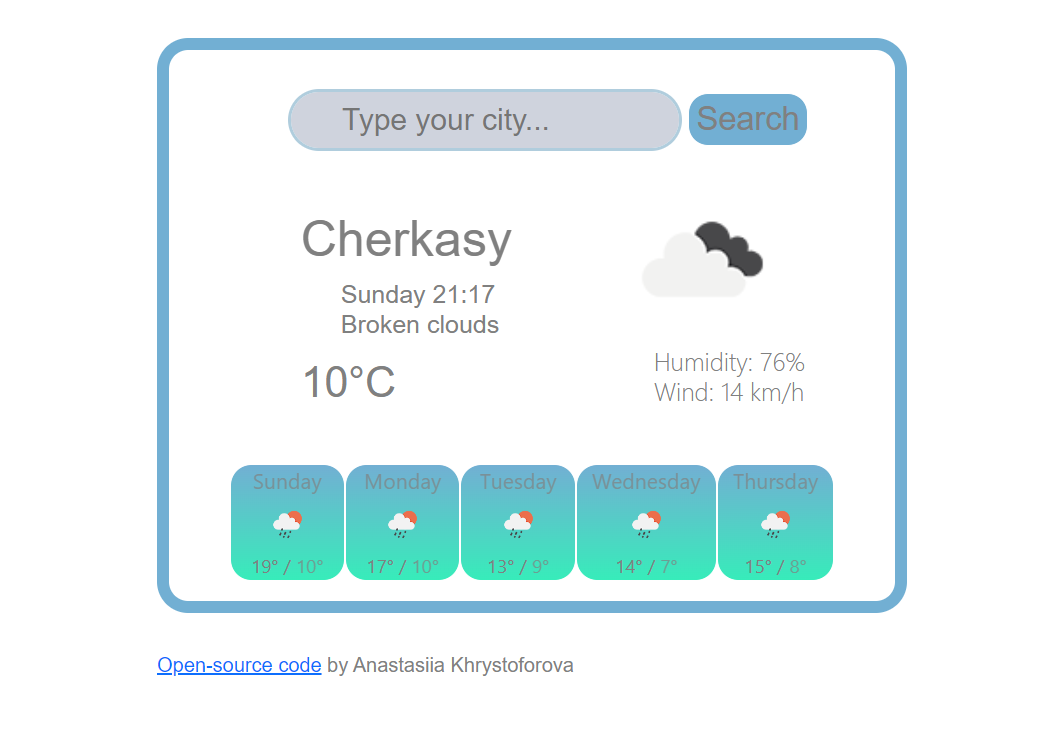 Type your city...
Search
Cherkasy
Sunday 21:17
Broken clouds
10°C
Humidity: 76%
Wind: 14 km/h
Sunday
19° / 10°
Monday
17° / 10°
Tuesday
13° / 9°
Wednesday
14° / 7°
Thursday
15° / 8°
Open-source code by Anastasiia Khrystoforova